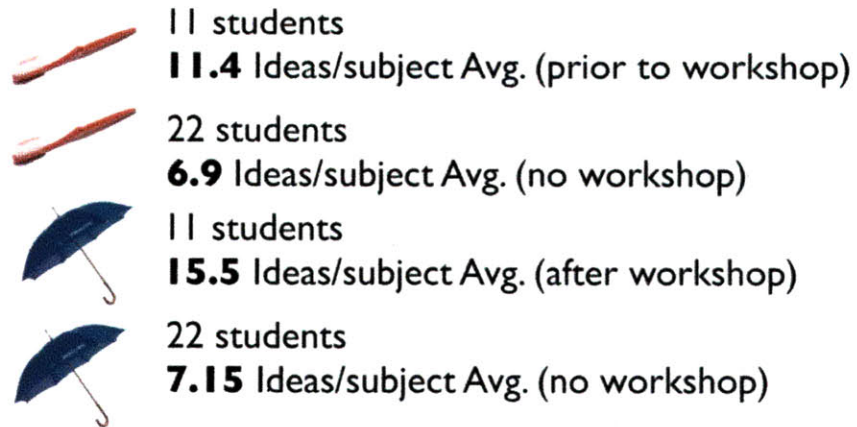 11 students
11.4 Ideas/subject Avg. (prior to workshop)
22 students
6.9 Ideas/subject Avg. (no workshop)
11 students
15.5 Ideas/subject Avg. (after workshop)
22 students
7.15 Ideas/subject Avg. (no workshop)